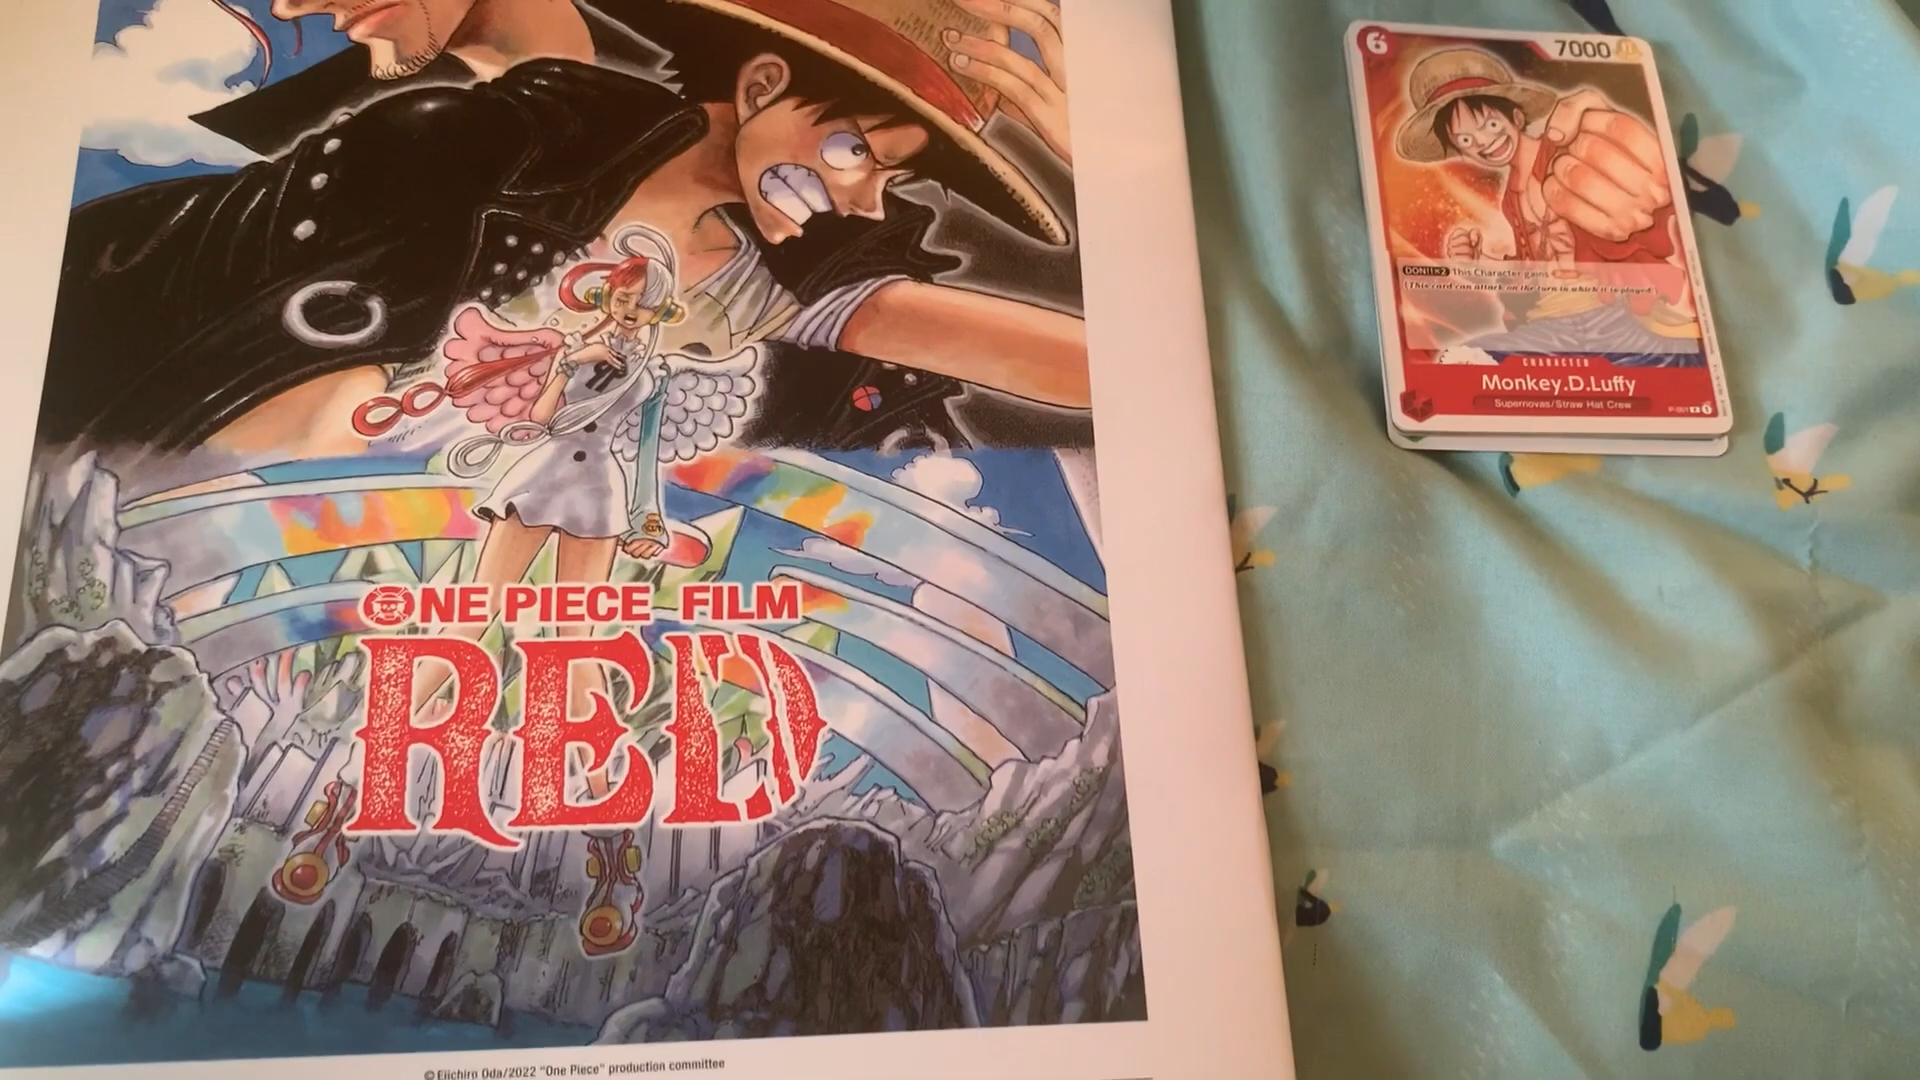 ONE PIECE FILM
RED
©Eiichiro Oda/2022 "One Piece" production committee
6
7000
DON!!×2 This Character gains
(This card can attack on the turn in which it is played.)
CHARACTER
Monkey.D.Luffy
Supernovas/Straw Hat Crew
P-001